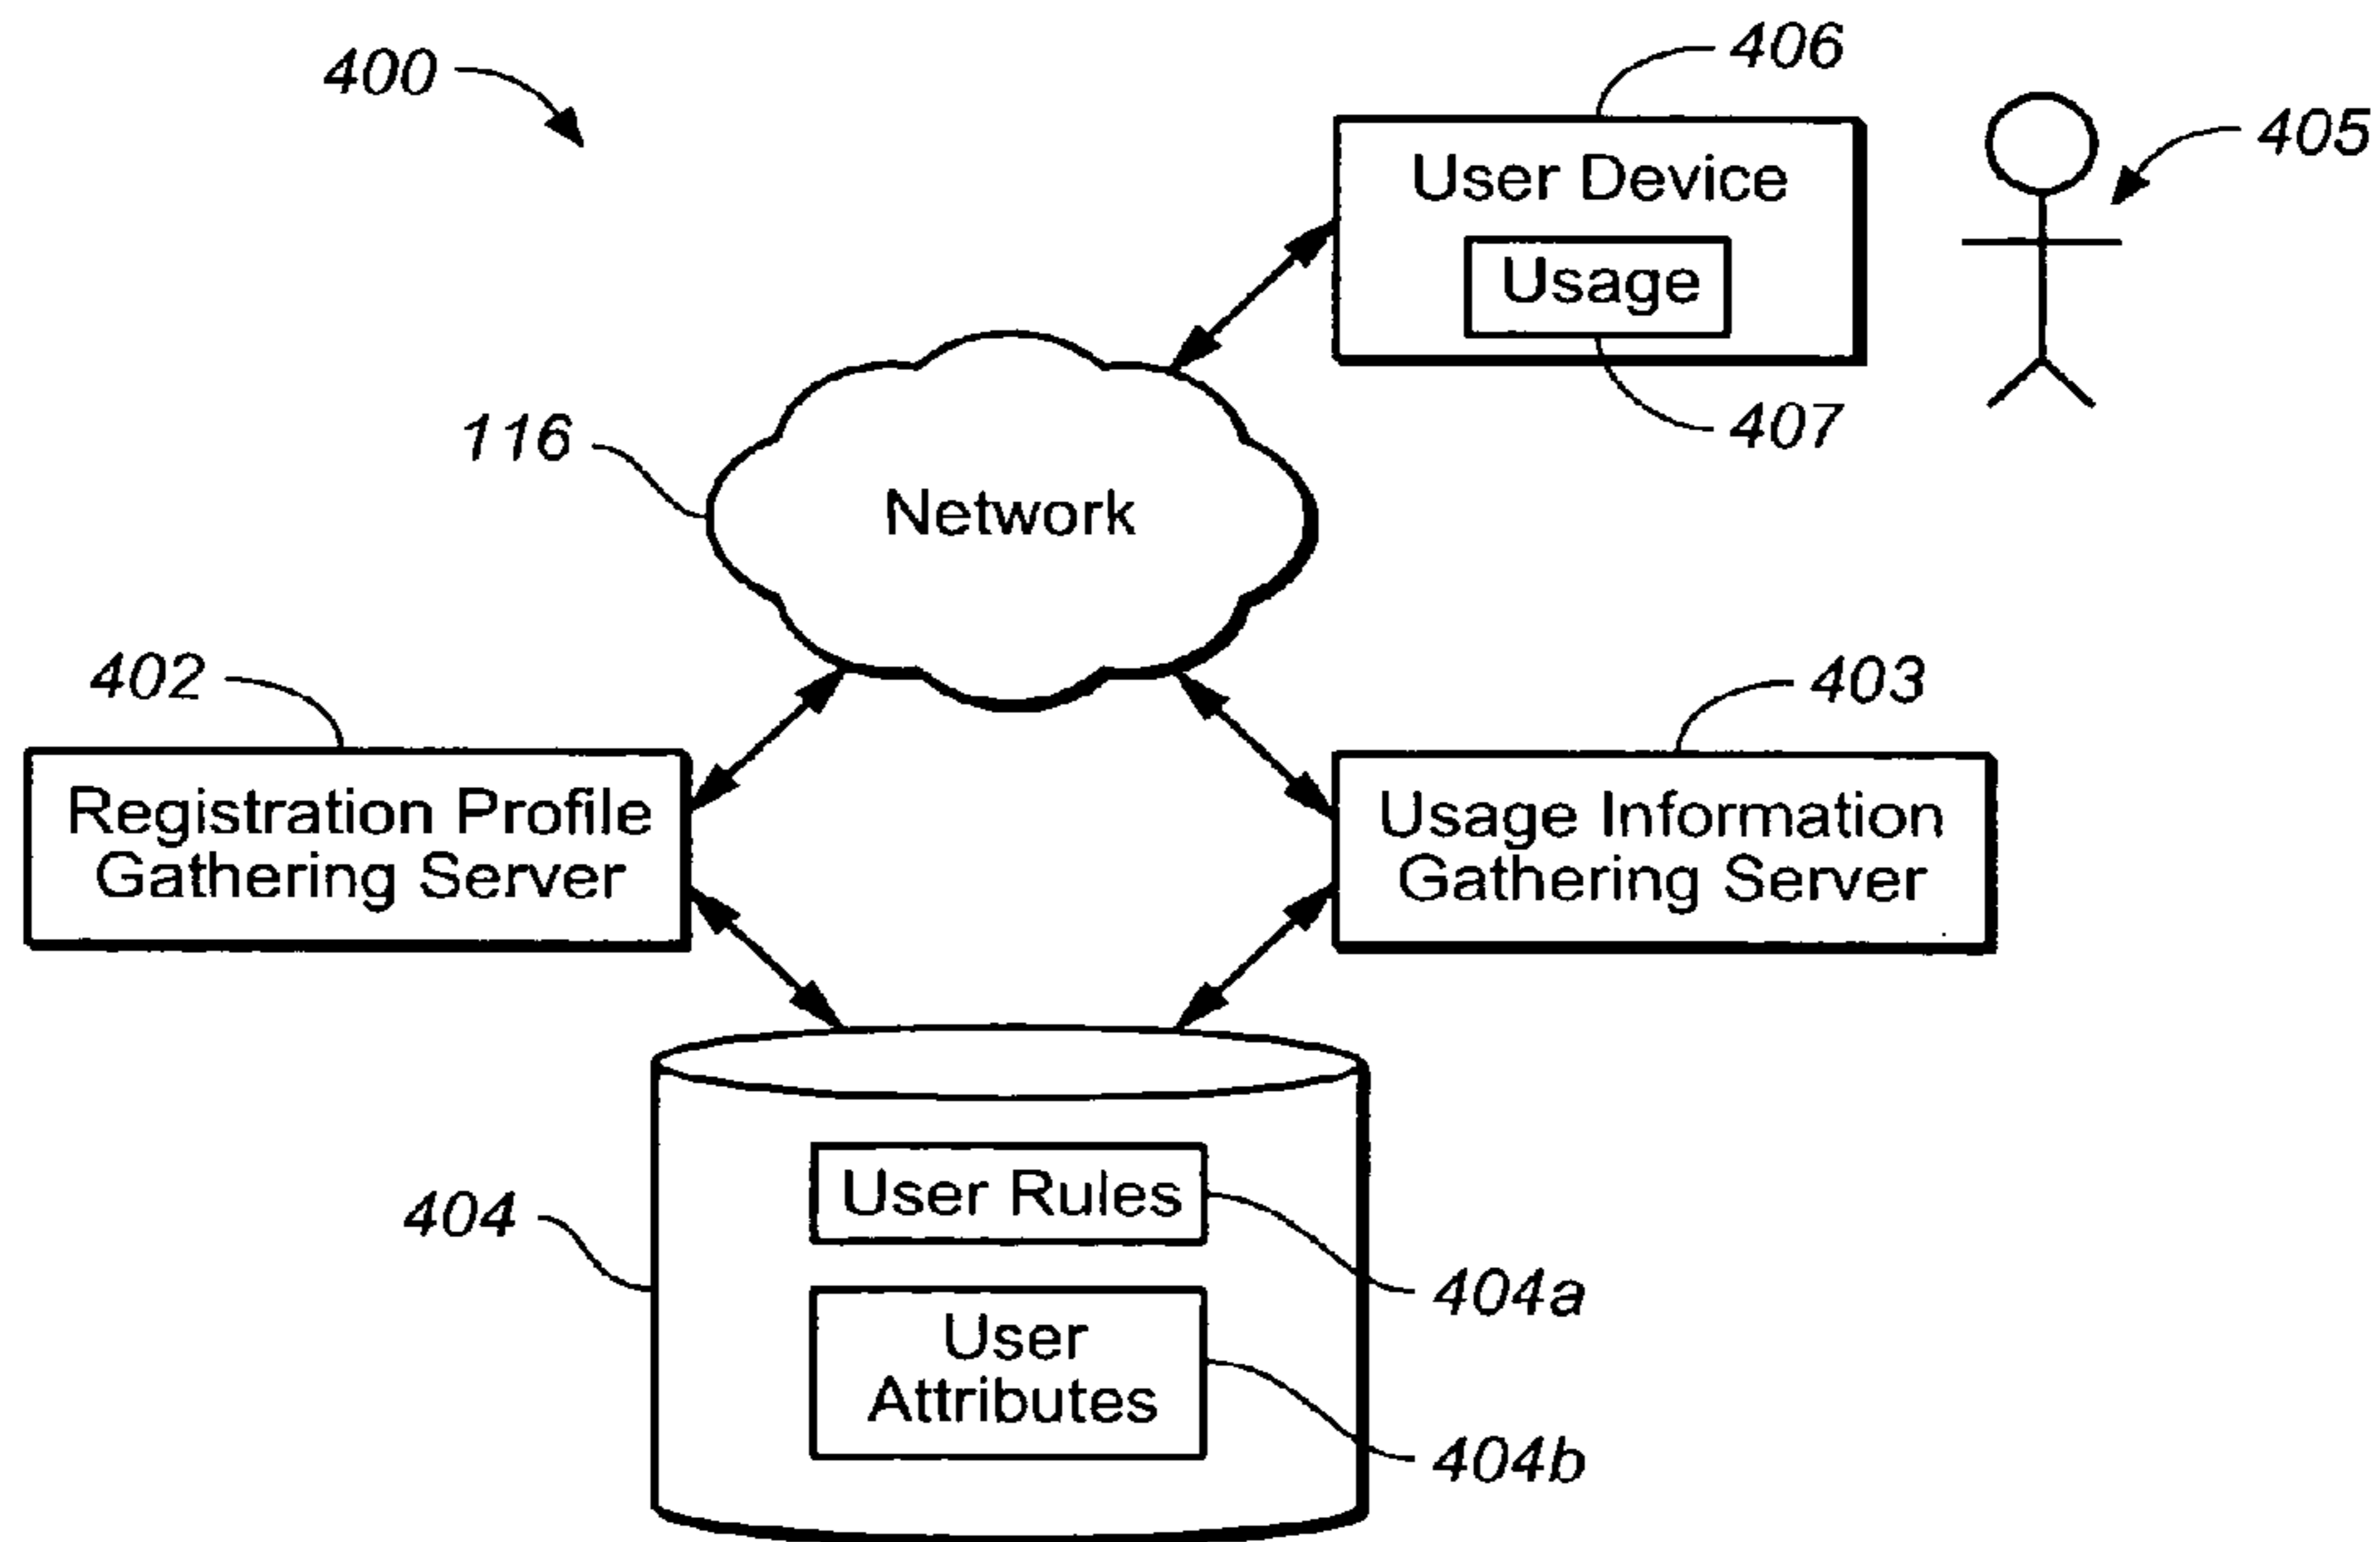 400
406
405
User Device
Usage
407
116
Network
402
403
Registration Profile
Gathering Server
Usage Information
Gathering Server
User Rules
404
404a
User
Attributes
404b